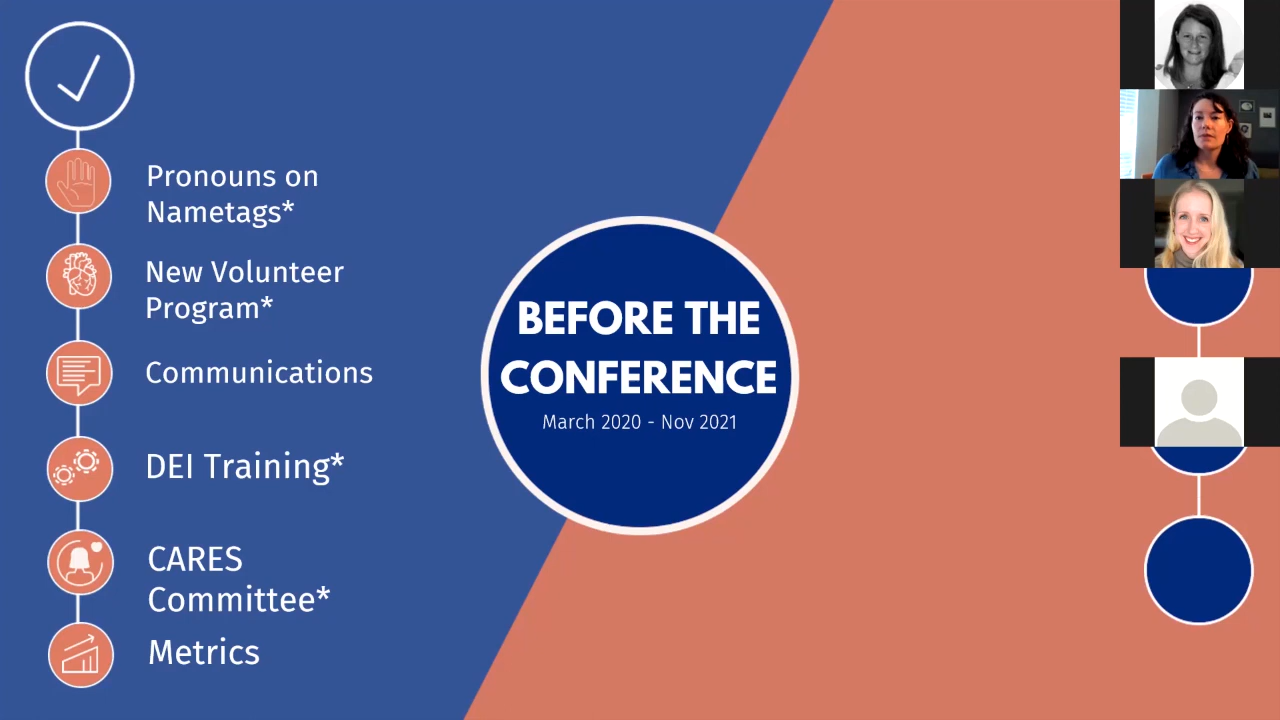 Pronouns on
Nametags*
New Volunteer
Program*
Communications
DEI Training*
CARES
Committee*
Metrics
BEFORE THE
CONFERENCE
March 2020 - Nov 2021